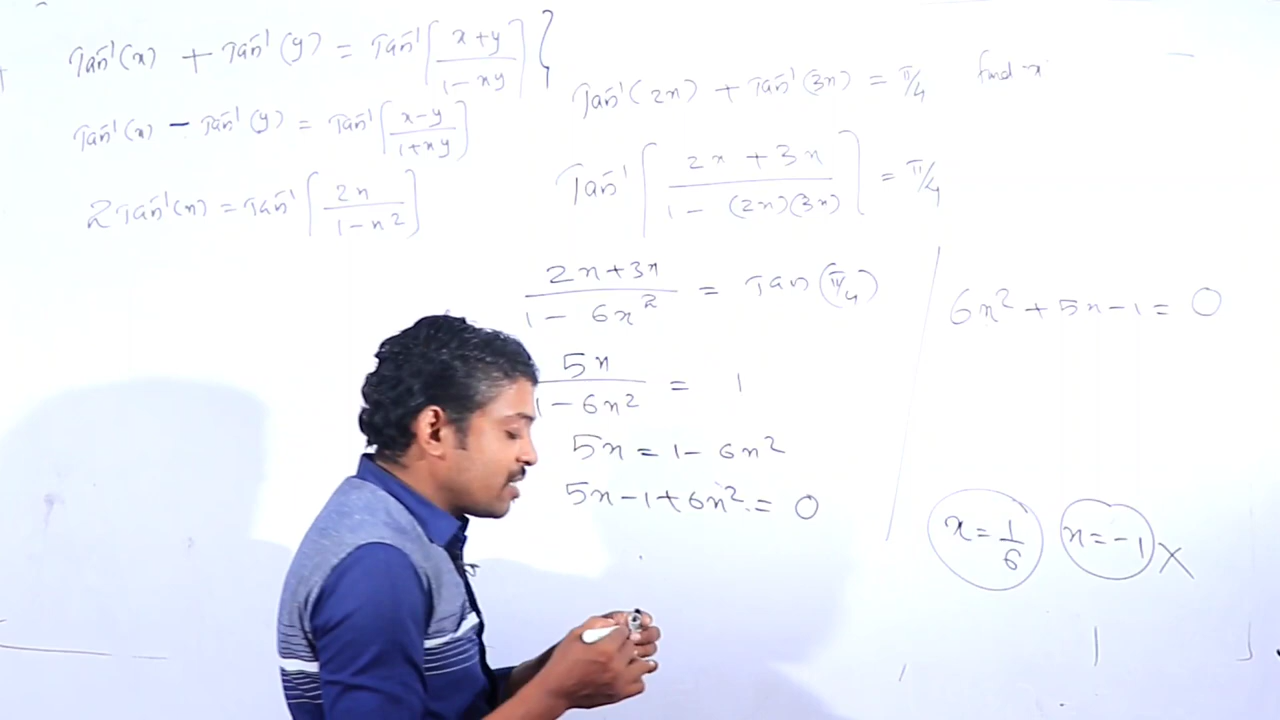 Tan⁻¹(x) + Tan⁻¹(y) = Tan⁻¹[x+y / 1-xy]
Tan⁻¹(x) - Tan⁻¹(y) = Tan⁻¹[x-y / 1+xy]
2Tan⁻¹(x) = Tan⁻¹[2x / 1-x²]
Tan⁻¹(2x) + Tan⁻¹(3x) = π/4 find x
Tan⁻¹[2x + 3x / 1 - (2x)(3x)] = π/4
2x+3x / 1 - 6x² = Tan(π/4)
5x / 1-6x² = 1
5x = 1 - 6x²
5x-1+6x² = 0
6x² + 5x-1 = 0
x = 1/6 x = -1 X